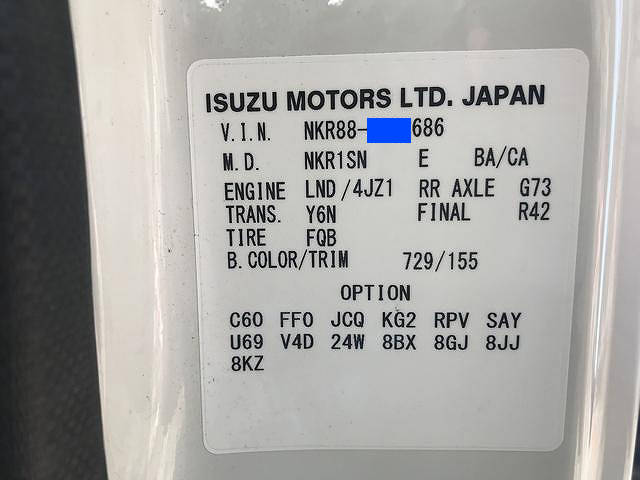 ISUZU MOTORS LTD. JAPAN
V.I.N. NKR88- 686
M.D. NKR1SN E BA/CA
ENGINE LND/4JZ1 RR AXLE G73
TRANS. Y6N FINAL R42
TIRE FQB
B.COLOR/TRIM 729/155
OPTION
C60 FF0 JCQ KG2 RPV SAY
U69 V4D 24W 8BX 8GJ 8JJ
8KZ